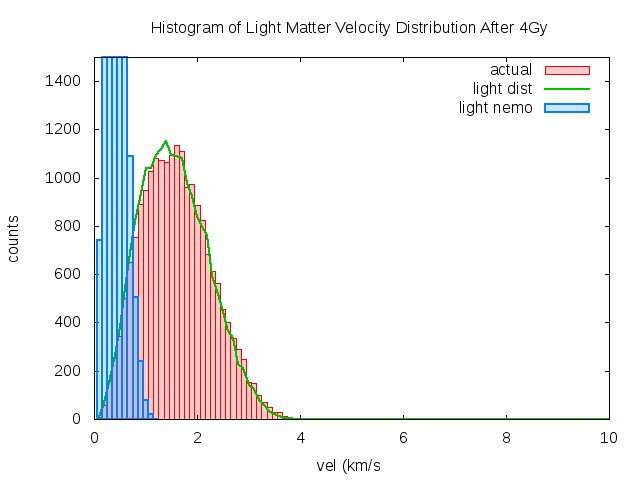 Histogram of Light Matter Velocity Distribution After 4Gy
actual
light dist
light nemo
1400
1200
1000
800
600
400
200
0
counts
0 2 4 6 8 10
vel (km/s